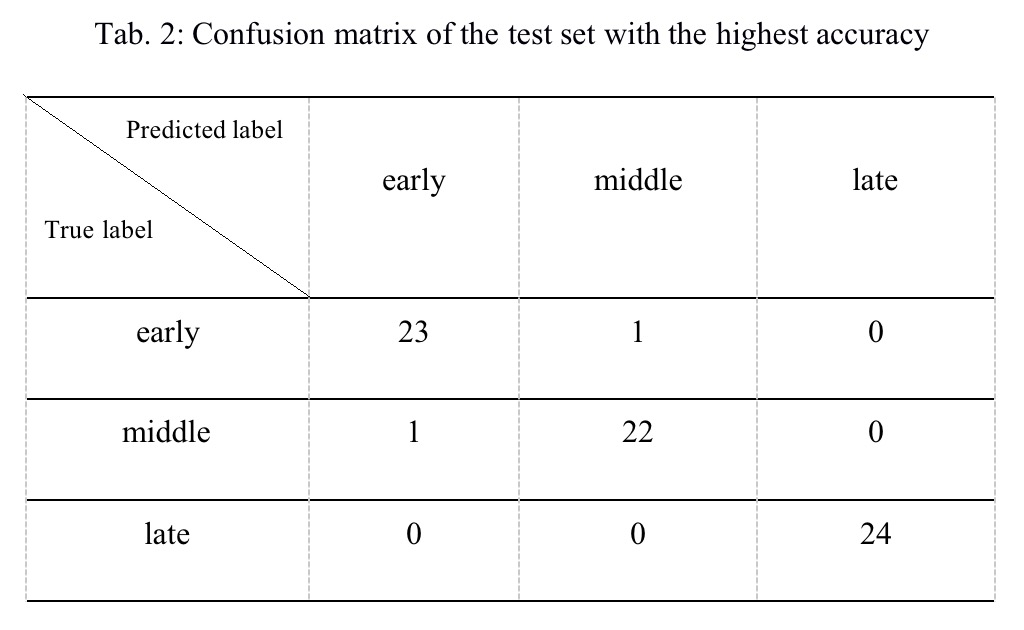 Tab. 2: Confusion matrix of the test set with the highest accuracy
Predicted label
True label
early middle late
early 23 1 0
middle 1 22 0
late 0 0 24